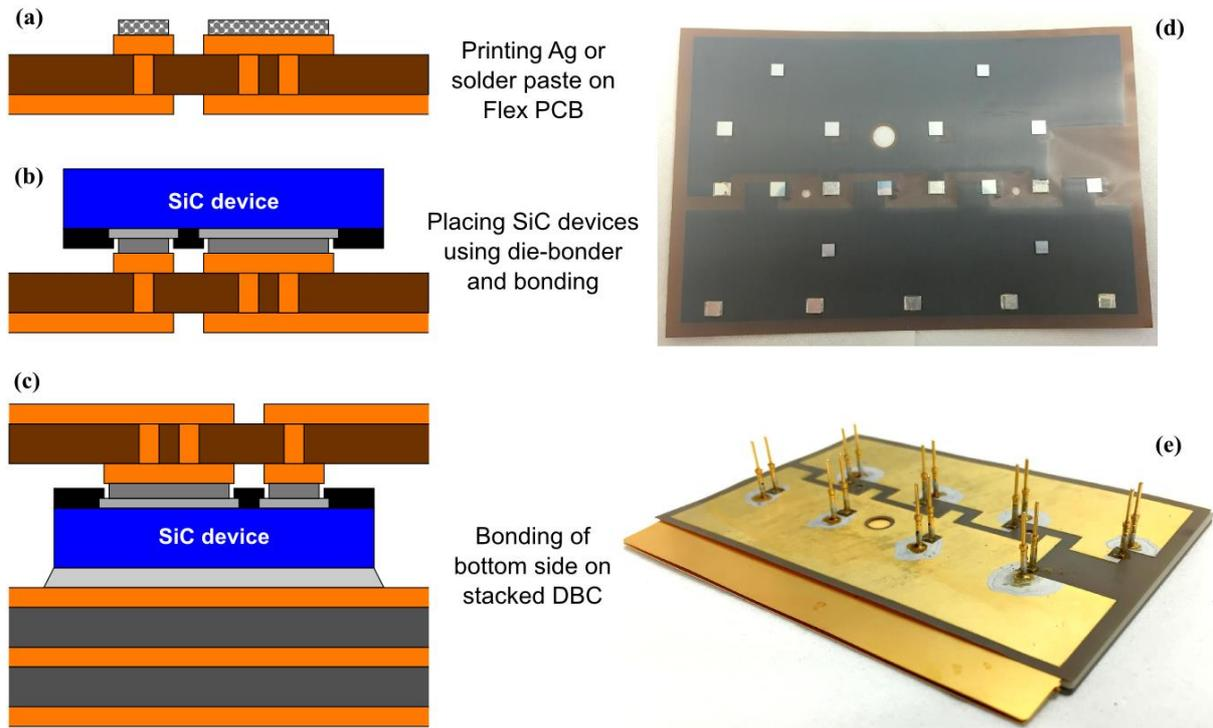 (a)
Printing Ag or
solder paste on
Flex PCB
(b)
SiC device
Placing SiC devices
using die-bonder
and bonding
(c)
SiC device
Bonding of
bottom side on
stacked DBC
(d)
(e)